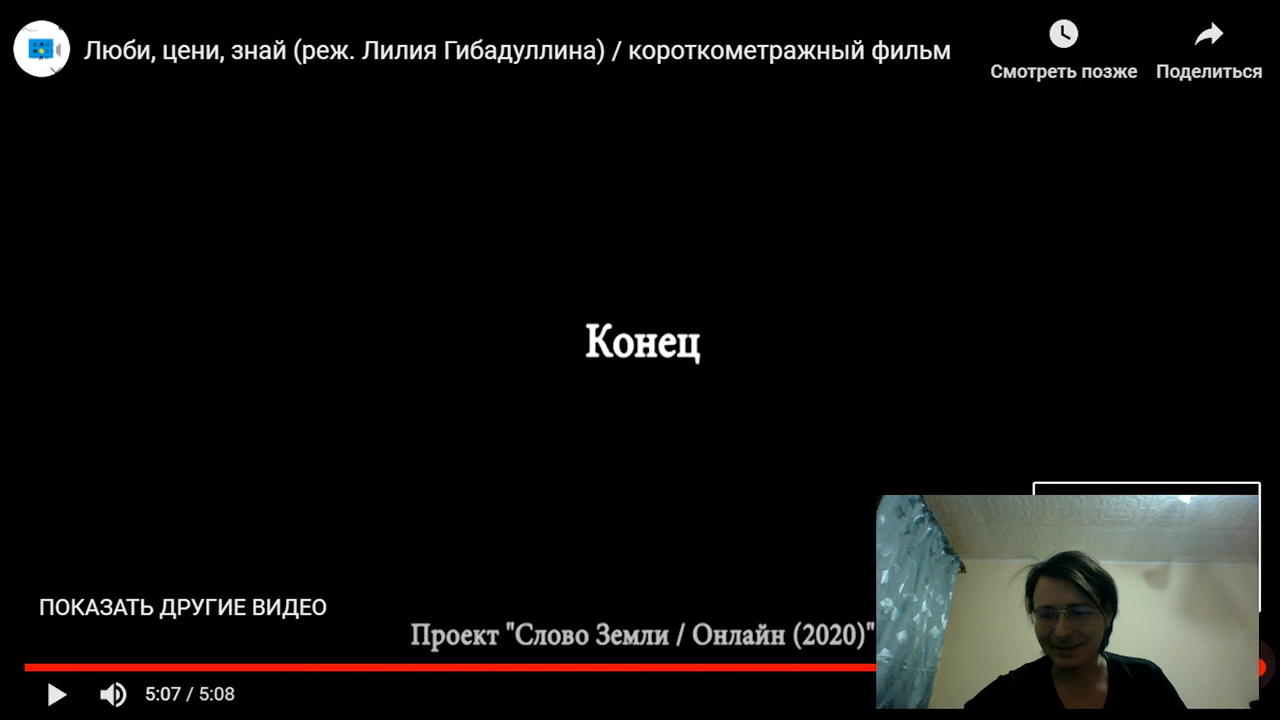 Люби, цени, знай (реж. Лилия Гибадуллина) / короткометражный фильм
Смотреть позже
Поделиться
Конец
ПОКАЗАТЬ ДРУГИЕ ВИДЕО
Проект "Слово Земли / Онлайн (2020)"
5:07 / 5:08